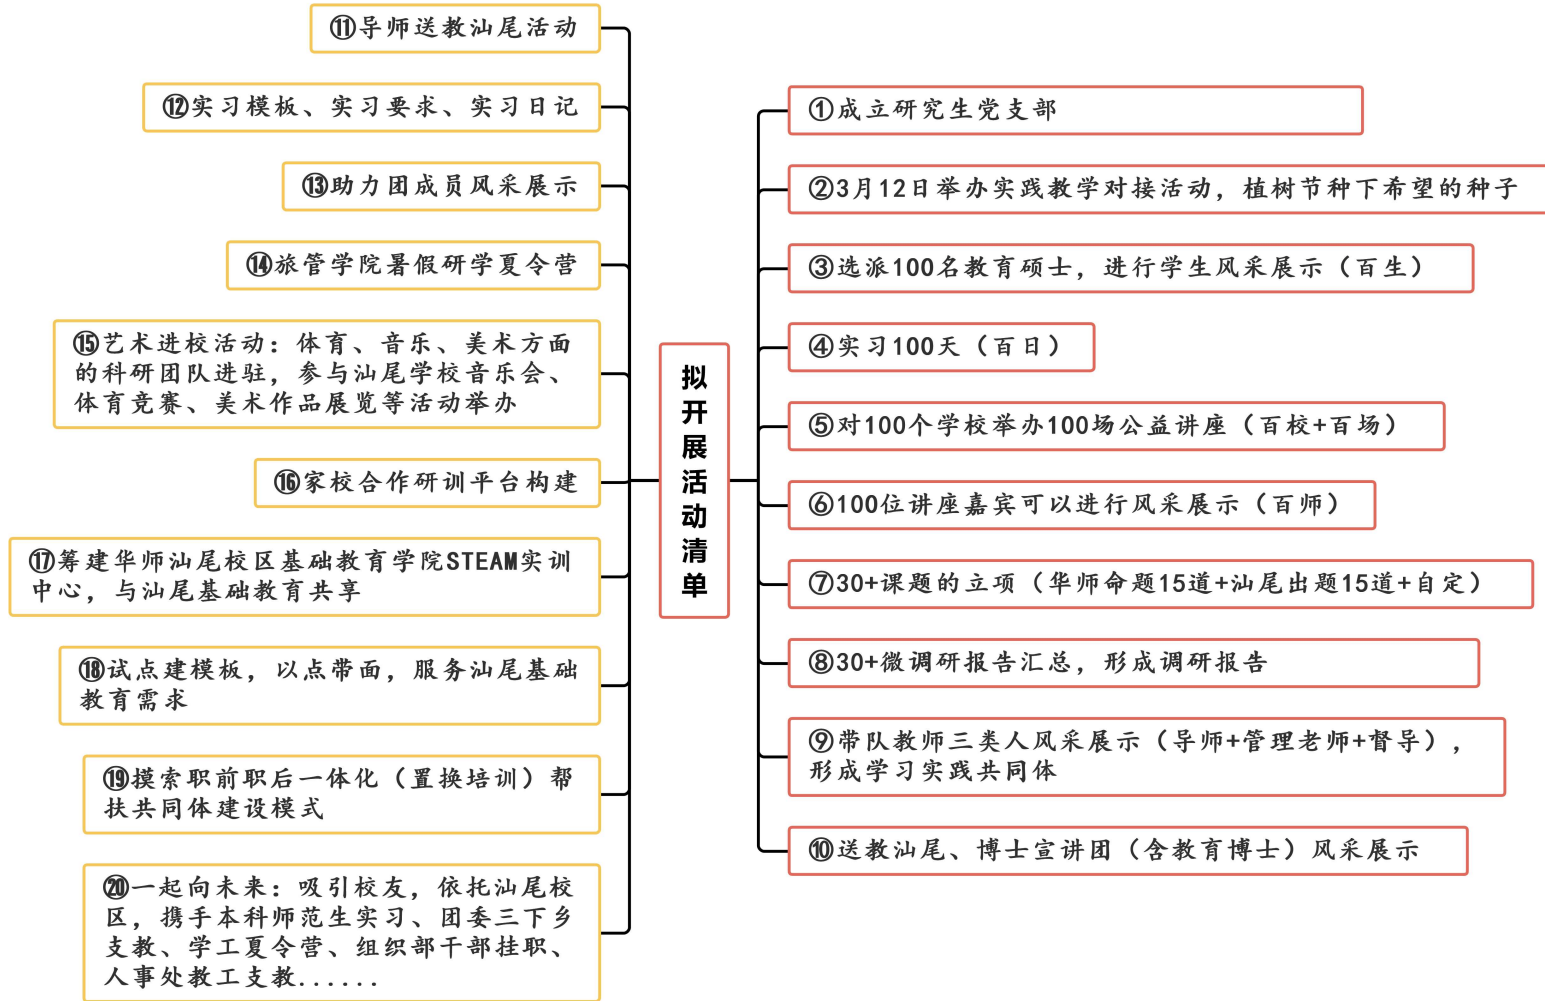 拟开展活动清单
①成立研究生党支部
②3月12日举办实践教学对接活动，植树节种下希望的种子
③选派100名教育硕士，进行学生风采展示（百生）
④实习100天（百日）
⑤对100个学校举办100场公益讲座（百校+百场）
⑥100位讲座嘉宾可以进行风采展示（百师）
⑦30+课题的立项（华师命题15道+汕尾出题15道+自定）
⑧30+微调研报告汇总，形成调研报告
⑨带队教师三类人风采展示（导师+管理老师+督导），
形成学习实践共同体
⑩送教汕尾、博士宣讲团（含教育博士）风采展示
⑪导师送教汕尾活动
⑫实习模板、实习要求、实习日记
⑬助力团成员风采展示
⑭旅管学院暑假研学夏令营
⑮艺术进校活动：体育、音乐、美术方面
的科研团队进驻，参与汕尾学校音乐会、
体育竞赛、美术作品展览等活动举办
⑯家校合作研训平台构建
⑰筹建华师汕尾校区基础教育学院STEAM实训
中心，与汕尾基础教育共享
⑱试点建模板，以点带面，服务汕尾基础
教育需求
⑲摸索职前职后一体化（置换培训）帮
扶共同体建设模式
⑳一起向未来：吸引校友，依托汕尾校
区，携手本科师范生实习、团委三下乡
支教、学工夏令营、组织部干部挂职、
人事处教工支教......